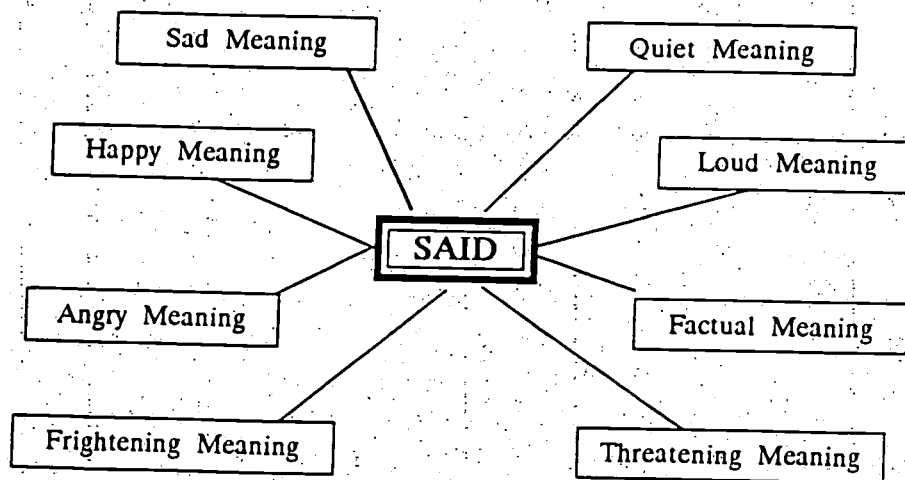 Sad Meaning
Quiet Meaning
Happy Meaning
Loud Meaning
SAID
Angry Meaning
Factual Meaning
Frightening Meaning
Threatening Meaning